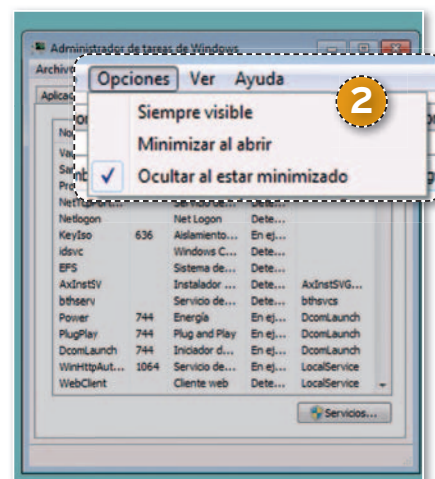 Administrador de tareas de Windows
Opciones Ver Ayuda
2
Siempre visible
Minimizar al abrir
✓ Ocultar al estar minimizado
Netlogon Net Logon Dete...
KeyIso 636 Aislamiento... En ej...
idsvc Windows C... Dete...
EFS Sistema de... Dete...
AxInstSV Instalador ... Dete... AxInstSVG...
bthserv Servicio de... Dete... bthsvcs
Power 744 Energía En ej... DcomLaunch
PlugPlay 744 Plug and Play En ej... DcomLaunch
DcomLaunch 744 Iniciador d... En ej... DcomLaunch
WinHttpAut... 1064 Servicio de... En ej... LocalService
WebClient Cliente web Dete... LocalService
Servicios...